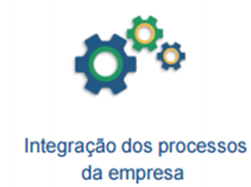 Integração dos processos
da empresa